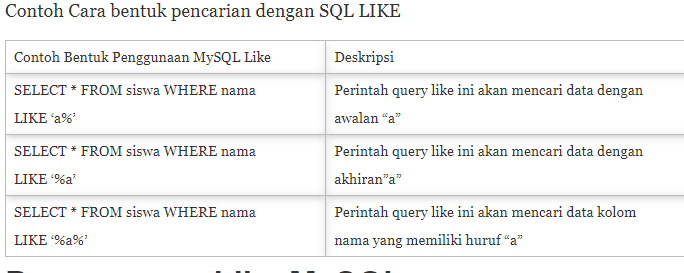 Contoh Cara bentuk pencarian dengan SQL LIKE
Contoh Bentuk Penggunaan MySQL Like
Deskripsi
SELECT * FROM siswa WHERE nama
LIKE ‘a%’
Perintah query like ini akan mencari data dengan
awalan “a”
SELECT * FROM siswa WHERE nama
LIKE ‘%a’
Perintah query like ini akan mencari data dengan
akhiran”a”
SELECT * FROM siswa WHERE nama
LIKE ‘%a%’
Perintah query like ini akan mencari data kolom
nama yang memiliki huruf “a”